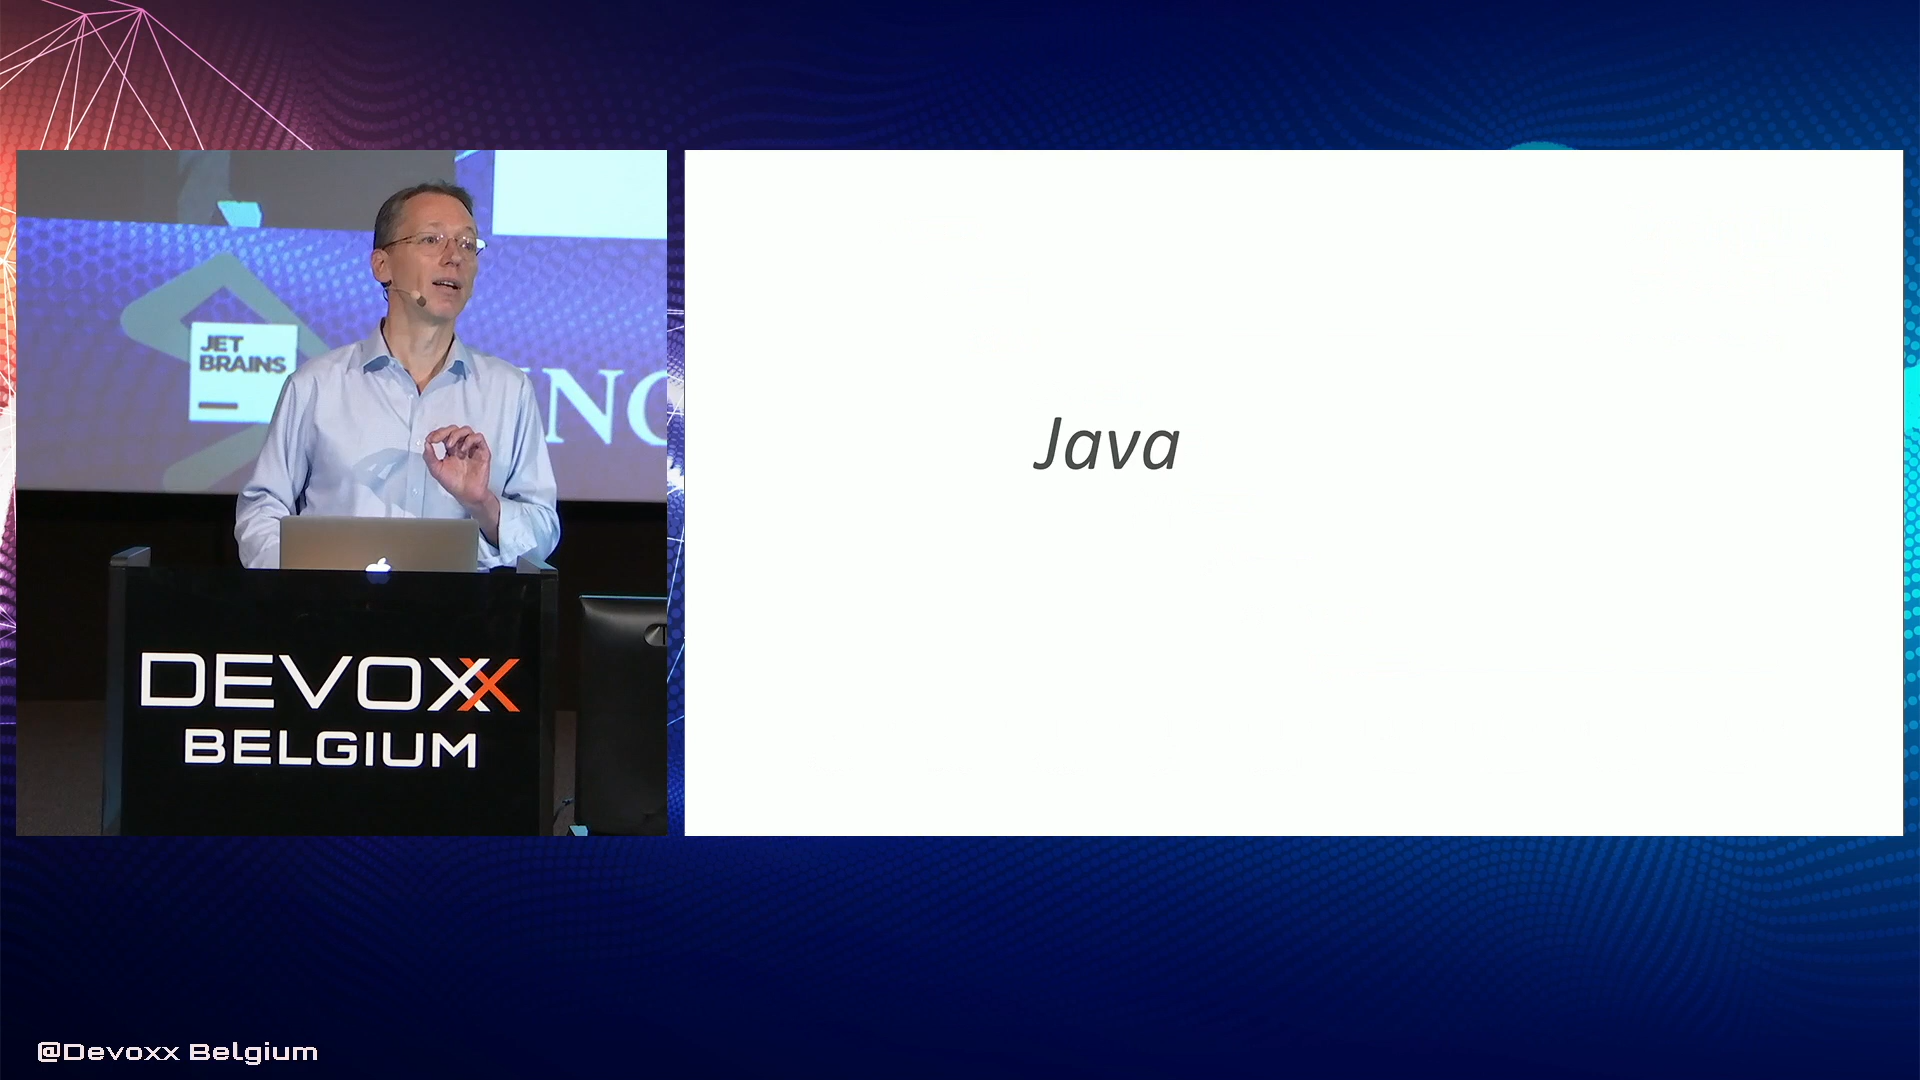 JET
BRAINS
Java
DEVOXX
BELGIUM
@Devoxx Belgium